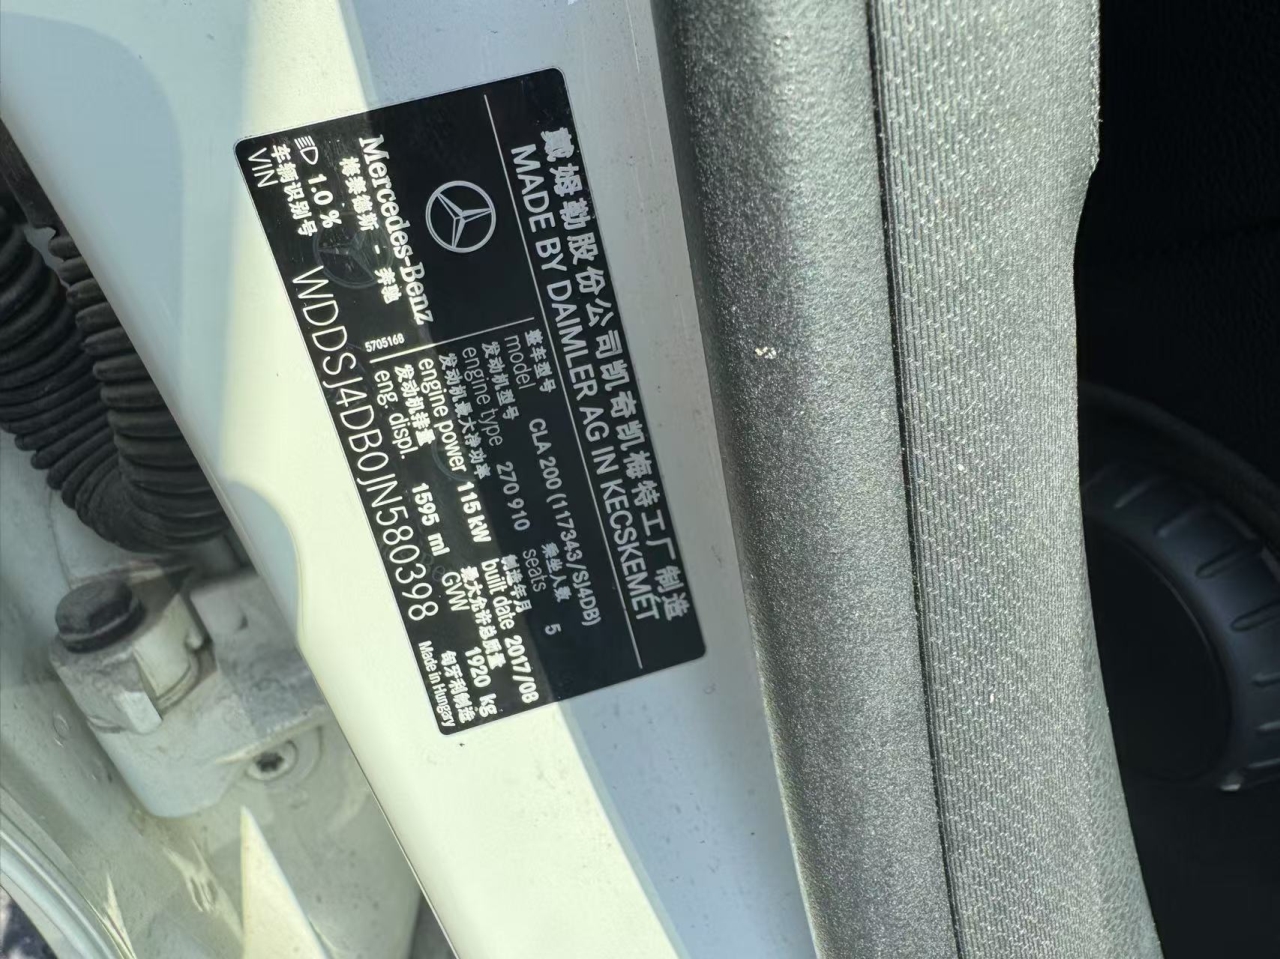 戴姆勒股份公司凯奇凯梅特工厂制造
MADE BY DAIMLER AG IN KECSKEMÉT
整车型号 CLA 200 (117343/SJ4DB)
model
发动机型号 270 910 乘坐人数 5
engine type seats
发动机最大净功率 115 kW 制造年月 2017/08
engine power built date
发动机排量 1595 ml 最大允许总质量 1920 kg
eng. displ. GVW
Mercedes-Benz
梅赛德斯-奔驰
5705168
1.0 %
车辆识别号 WDDSJ4DB0JN580398 匈牙利制造
VIN Made in Hungary